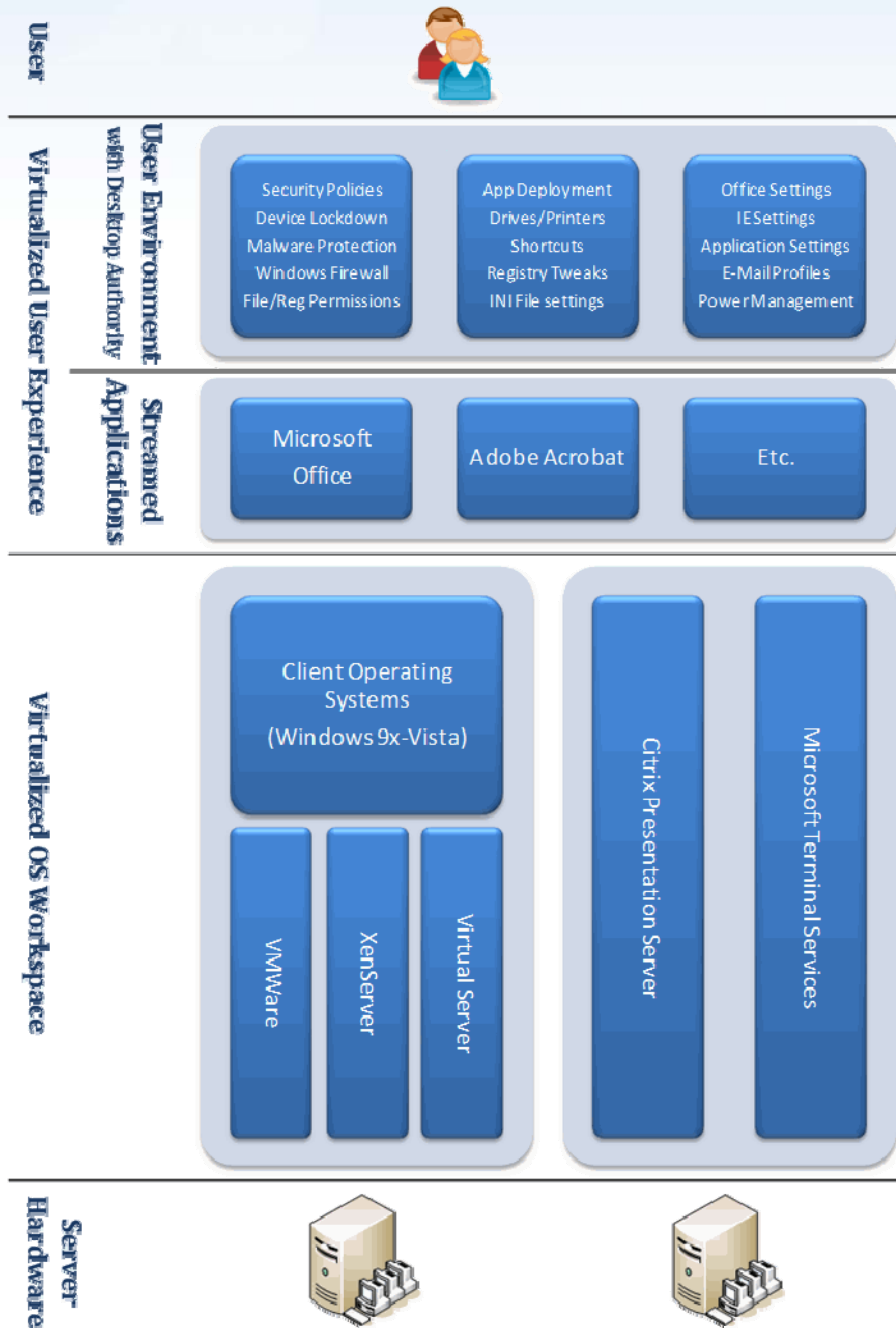 User
Virtualized User Experience
User Environment
with Desktop Authority
Security Policies
Device Lockdown
Malware Protection
Windows Firewall
File/Reg Permissions
App Deployment
Drives/Printers
Shortcuts
Registry Tweaks
INI File settings
Office Settings
IE Settings
Application Settings
E-Mail Profiles
Power Management
Streamed
Applications
Microsoft
Office
Adobe Acrobat
Etc.
Virtualized OS Workspace
Client Operating
Systems
(Windows 9x-Vista)
VMWare
XenServer
Virtual Server
Citrix Presentation Server
Microsoft Terminal Services
Server
Hardware